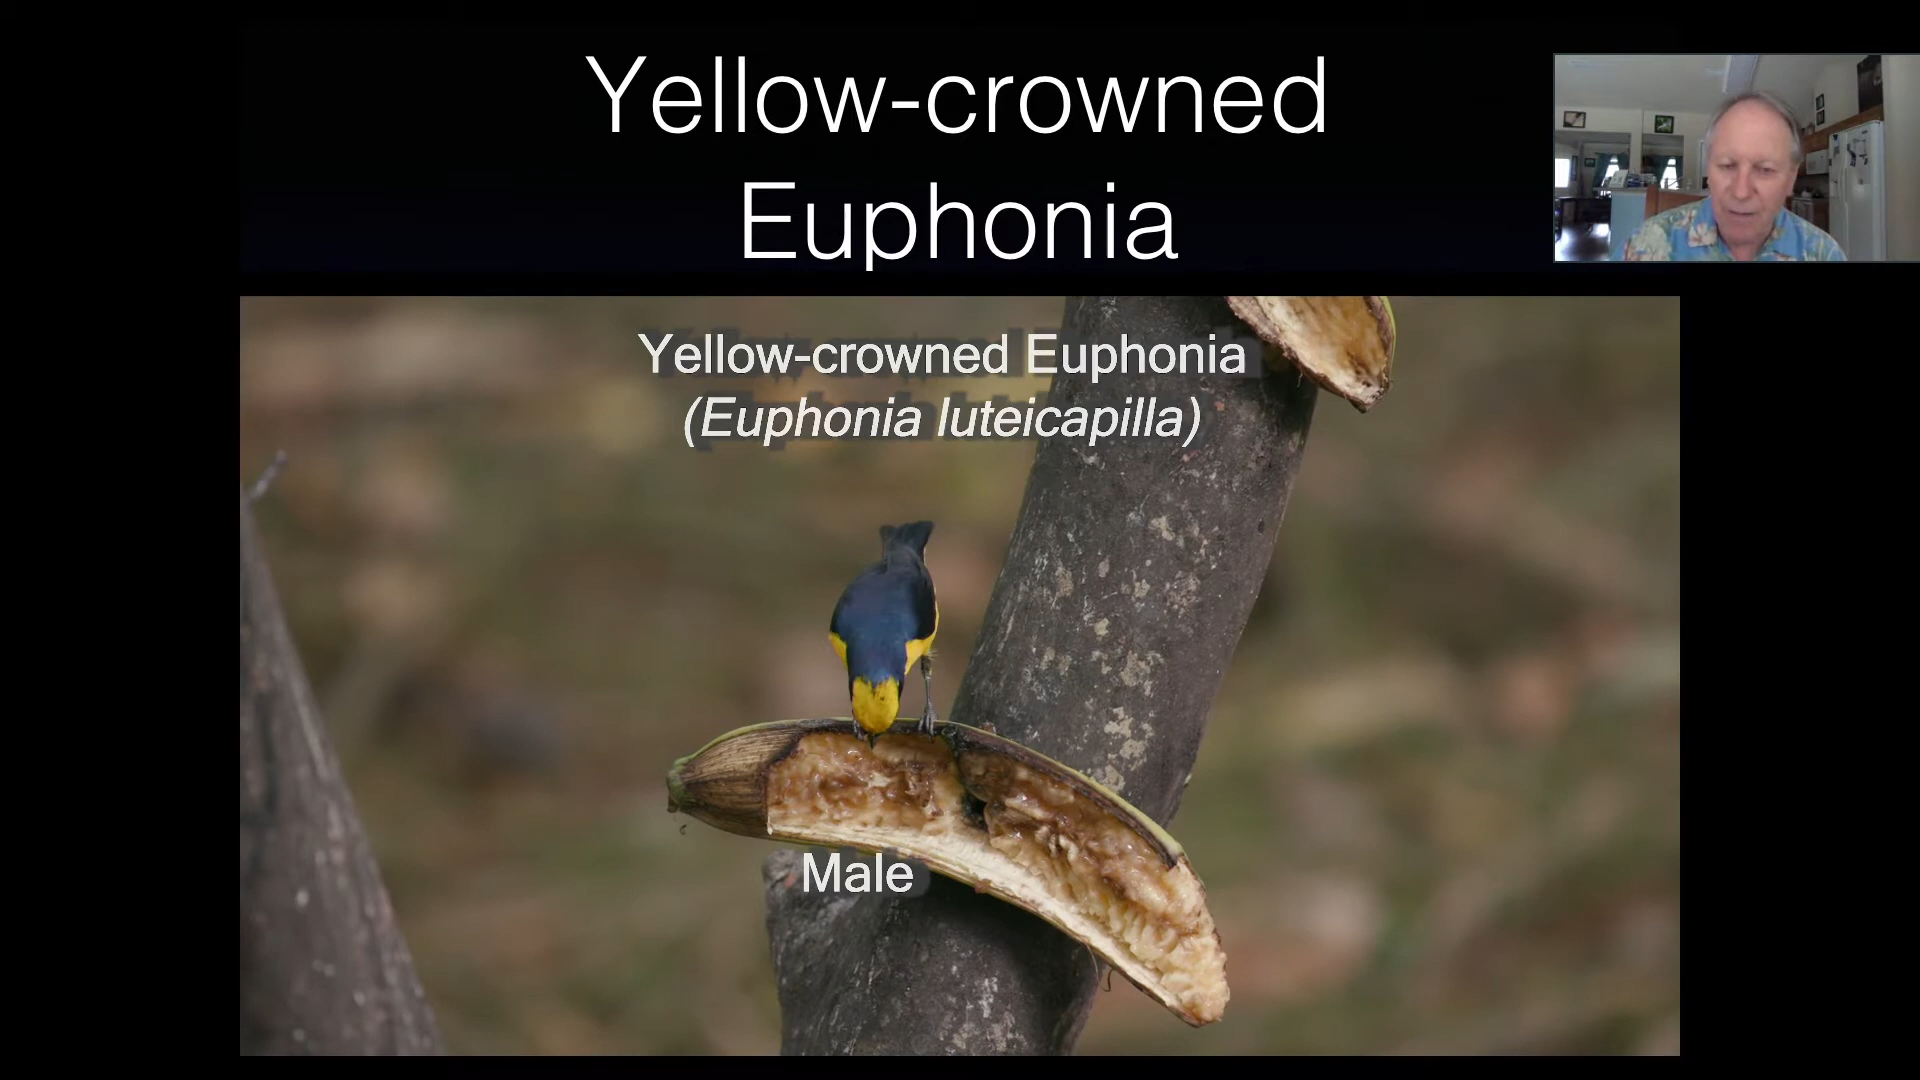 Yellow-crowned
Euphonia
Yellow-crowned Euphonia
(Euphonia luteicapilla)
Male